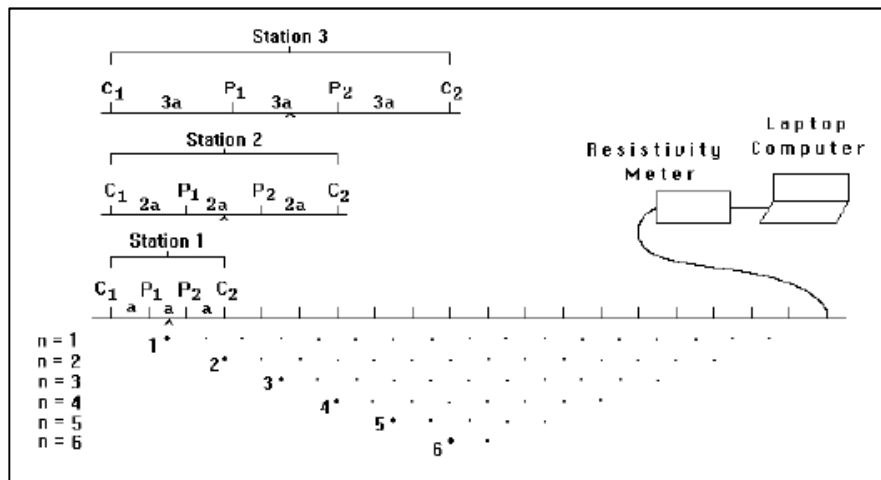 Station 3
C1 P1 P2 C2
3a 3a 3a
Station 2
C1 P1 P2 C2
2a 2a 2a
Station 1
C1 P1 P2 C2
a a a
Resistivity
Meter
Laptop
Computer
n = 1
1
n = 2
2
n = 3
3
n = 4
4
n = 5
5
n = 6
6